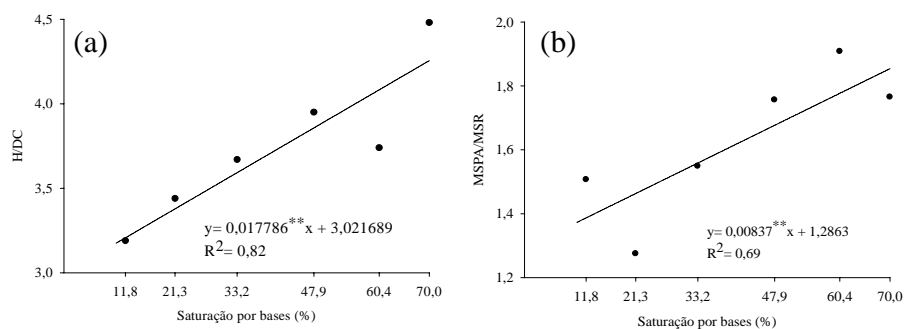 (a)
4,5
4,0
3,5
3,0
H/DC
y= 0,017786**x + 3,021689
R2= 0,82
11,8 21,3 33,2 47,9 60,4 70,0
Saturação por bases (%)
(b)
2,0
1,8
1,6
1,4
1,2
MSPA/MSR
y= 0,00837**x + 1,2863
R2= 0,69
11,8 21,3 33,2 47,9 60,4 70,0
Saturação por bases (%)